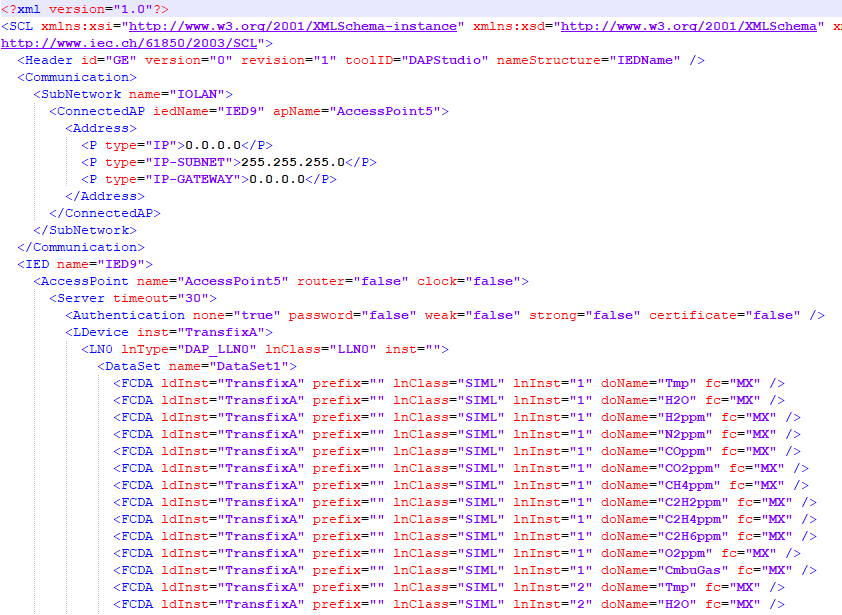 <?xml version="1.0"?>
<SCL xmlns:xsi="http://www.w3.org/2001/XMLSchema-instance" xmlns:xsd="http://www.w3.org/2001/XMLSchema"
http://www.iec.ch/61850/2003/SCL">
<Header id="GE" version="0" revision="1" toolID="DAPStudio" nameStructure="IEDName" />
<Communication>
<SubNetwork name="IOLAN">
<ConnectedAP iedName="IED9" apName="AccessPoint5">
<Address>
<P type="IP">0.0.0.0</P>
<P type="IP-SUBNET">255.255.255.0</P>
<P type="IP-GATEWAY">0.0.0.0</P>
</Address>
</ConnectedAP>
</SubNetwork>
</Communication>
<IED name="IED9">
<AccessPoint name="AccessPoint5" router="false" clock="false">
<Server timeout="30">
<Authentication none="true" password="false" weak="false" strong="false" certificate="false" />
<LDevice inst="TransfixA">
<LN0 lnType="DAP_LLN0" lnClass="LLN0" inst="">
<DataSet name="DataSet1">
<FCDA ldInst="TransfixA" prefix="" lnClass="SIML" lnInst="1" doName="Tmp" fc="MX" />
<FCDA ldInst="TransfixA" prefix="" lnClass="SIML" lnInst="1" doName="H2O" fc="MX" />
<FCDA ldInst="TransfixA" prefix="" lnClass="SIML" lnInst="1" doName="H2ppm" fc="MX" />
<FCDA ldInst="TransfixA" prefix="" lnClass="SIML" lnInst="1" doName="N2ppm" fc="MX" />
<FCDA ldInst="TransfixA" prefix="" lnClass="SIML" lnInst="1" doName="COppm" fc="MX" />
<FCDA ldInst="TransfixA" prefix="" lnClass="SIML" lnInst="1" doName="CO2ppm" fc="MX" />
<FCDA ldInst="TransfixA" prefix="" lnClass="SIML" lnInst="1" doName="CH4ppm" fc="MX" />
<FCDA ldInst="TransfixA" prefix="" lnClass="SIML" lnInst="1" doName="C2H2ppm" fc="MX" />
<FCDA ldInst="TransfixA" prefix="" lnClass="SIML" lnInst="1" doName="C2H4ppm" fc="MX" />
<FCDA ldInst="TransfixA" prefix="" lnClass="SIML" lnInst="1" doName="C2H6ppm" fc="MX" />
<FCDA ldInst="TransfixA" prefix="" lnClass="SIML" lnInst="1" doName="O2ppm" fc="MX" />
<FCDA ldInst="TransfixA" prefix="" lnClass="SIML" lnInst="1" doName="CmbuGas" fc="MX" />
<FCDA ldInst="TransfixA" prefix="" lnClass="SIML" lnInst="2" doName="Tmp" fc="MX" />
<FCDA ldInst="TransfixA" prefix="" lnClass="SIML" lnInst="2" doName="H2O" fc="MX" />